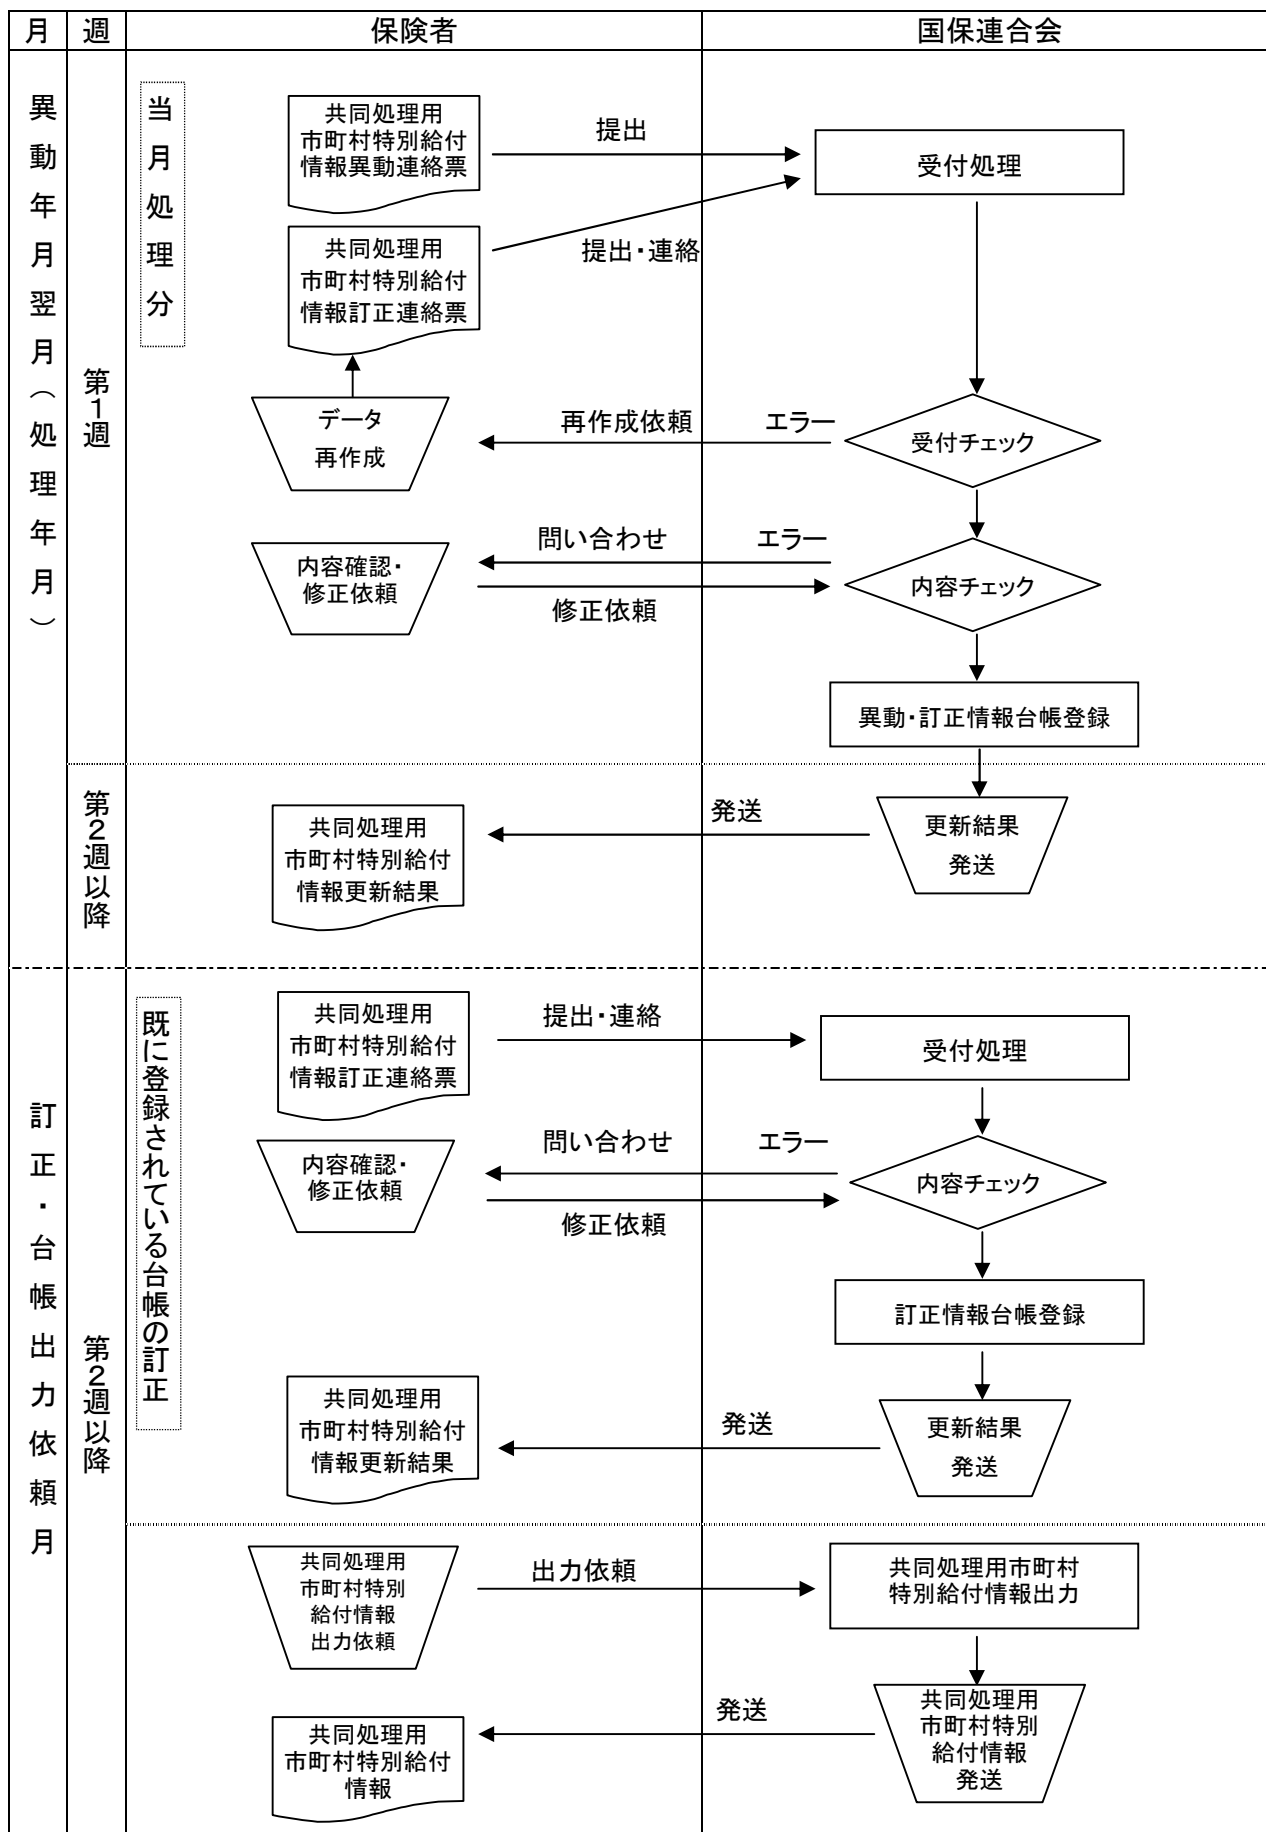 月 週 保険者 国保連合会
異動年月翌月（処理年月）
第1週
当月処理分
共同処理用
市町村特別給付
情報異動連絡票
提出
受付処理
共同処理用
市町村特別給付
情報訂正連絡票
提出・連絡
データ
再作成
再作成依頼 エラー
受付チェック
内容確認・
修正依頼
問い合わせ エラー
修正依頼
内容チェック
異動・訂正情報台帳登録
第2週以降
共同処理用
市町村特別給付
情報更新結果
発送
更新結果
発送
訂正・台帳出力依頼月
第2週以降
既に登録されている台帳の訂正
共同処理用
市町村特別給付
情報訂正連絡票
提出・連絡
受付処理
内容確認・
修正依頼
問い合わせ エラー
修正依頼
内容チェック
訂正情報台帳登録
共同処理用
市町村特別給付
情報更新結果
発送
更新結果
発送
共同処理用
市町村特別
給付情報
出力依頼
出力依頼
共同処理用市町村
特別給付情報出力
共同処理用
市町村特別給付
情報
発送
共同処理用
市町村特別
給付情報
発送